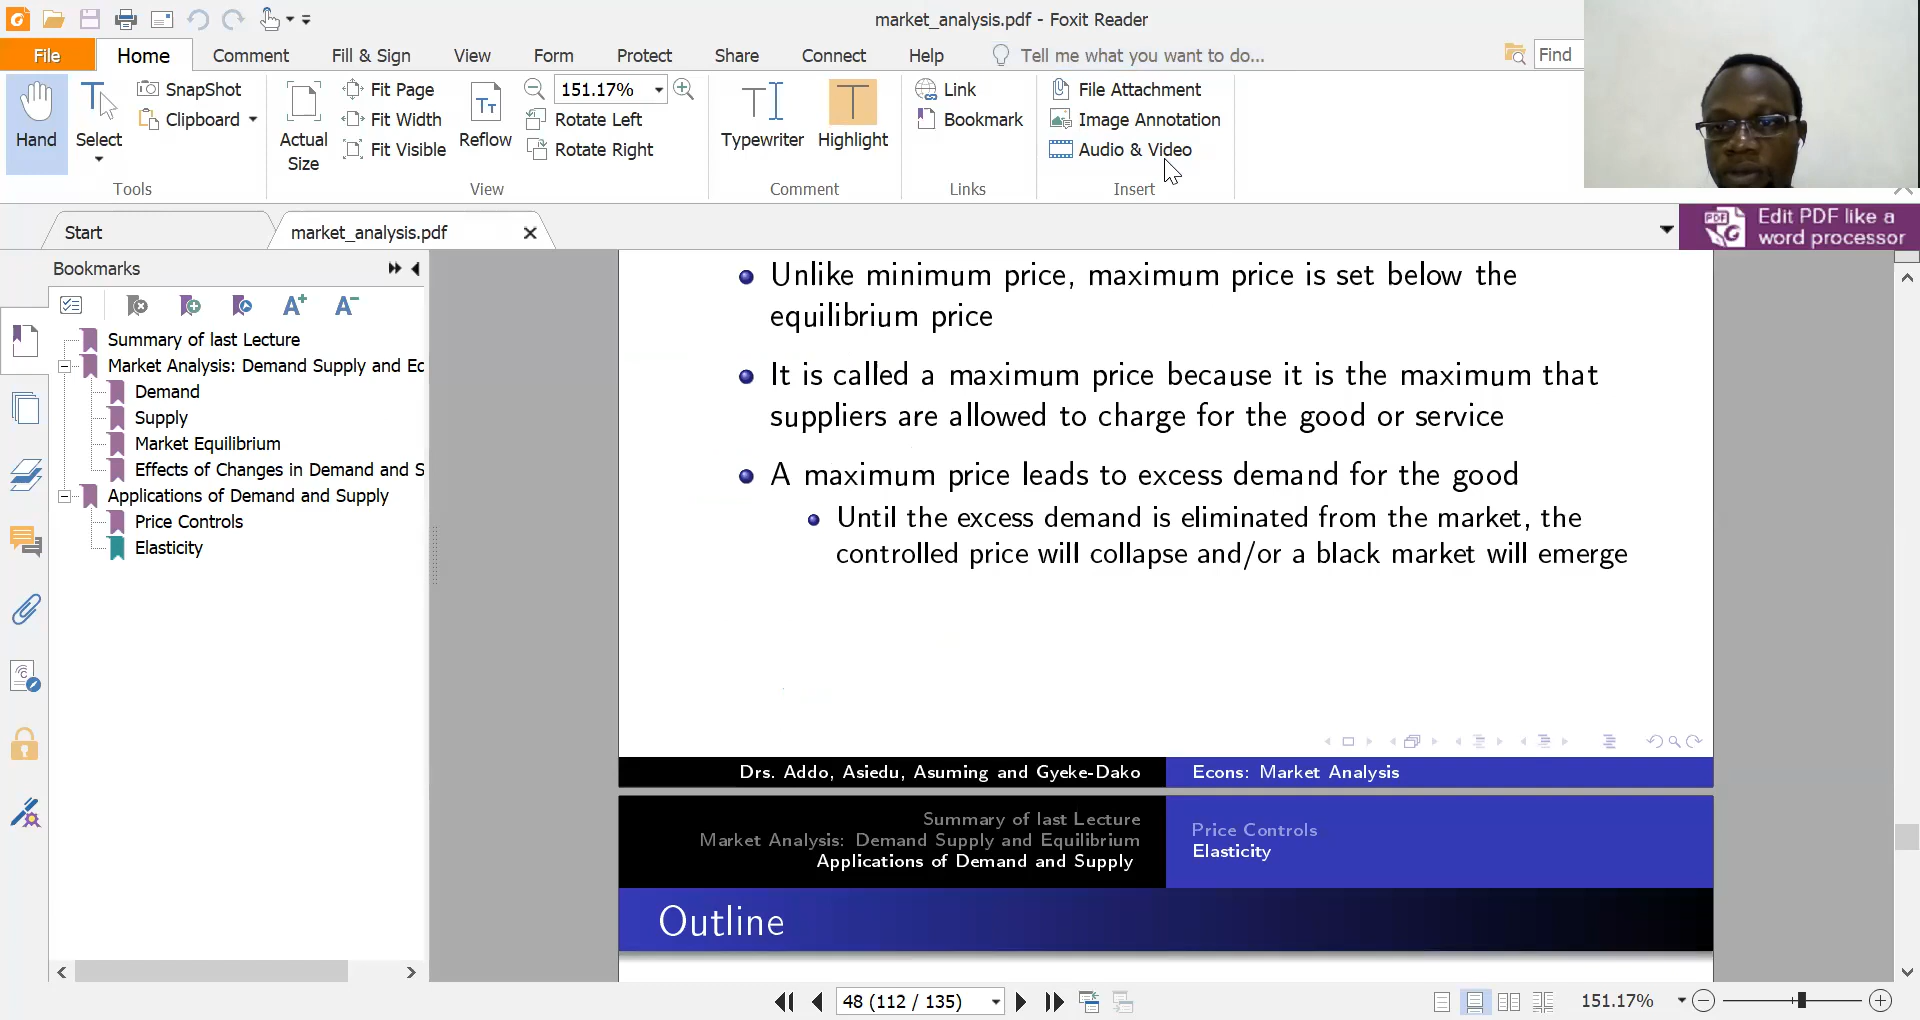 market_analysis.pdf - Foxit Reader
File Home Comment Fill & Sign View Form Protect Share Connect Help Tell me what you want to do... Find
Hand
Select
SnapShot
Clipboard
Tools
Actual
Size
Fit Page
Fit Width
Fit Visible
Reflow
151.17%
Rotate Left
Rotate Right
View
Typewriter
Highlight
Comment
Link
Bookmark
Links
File Attachment
Image Annotation
Audio & Video
Insert
Start
market_analysis.pdf
Edit PDF like a
word processor
Bookmarks
Summary of last Lecture
Market Analysis: Demand Supply and Ec
Demand
Supply
Market Equilibrium
Effects of Changes in Demand and S
Applications of Demand and Supply
Price Controls
Elasticity
Unlike minimum price, maximum price is set below the
equilibrium price
It is called a maximum price because it is the maximum that
suppliers are allowed to charge for the good or service
A maximum price leads to excess demand for the good
Until the excess demand is eliminated from the market, the
controlled price will collapse and/or a black market will emerge
Drs. Addo, Asiedu, Asuming and Gyeke-Dako
Econs: Market Analysis
Summary of last Lecture
Market Analysis: Demand Supply and Equilibrium
Applications of Demand and Supply
Price Controls
Elasticity
Outline
48 (112 / 135)
151.17%